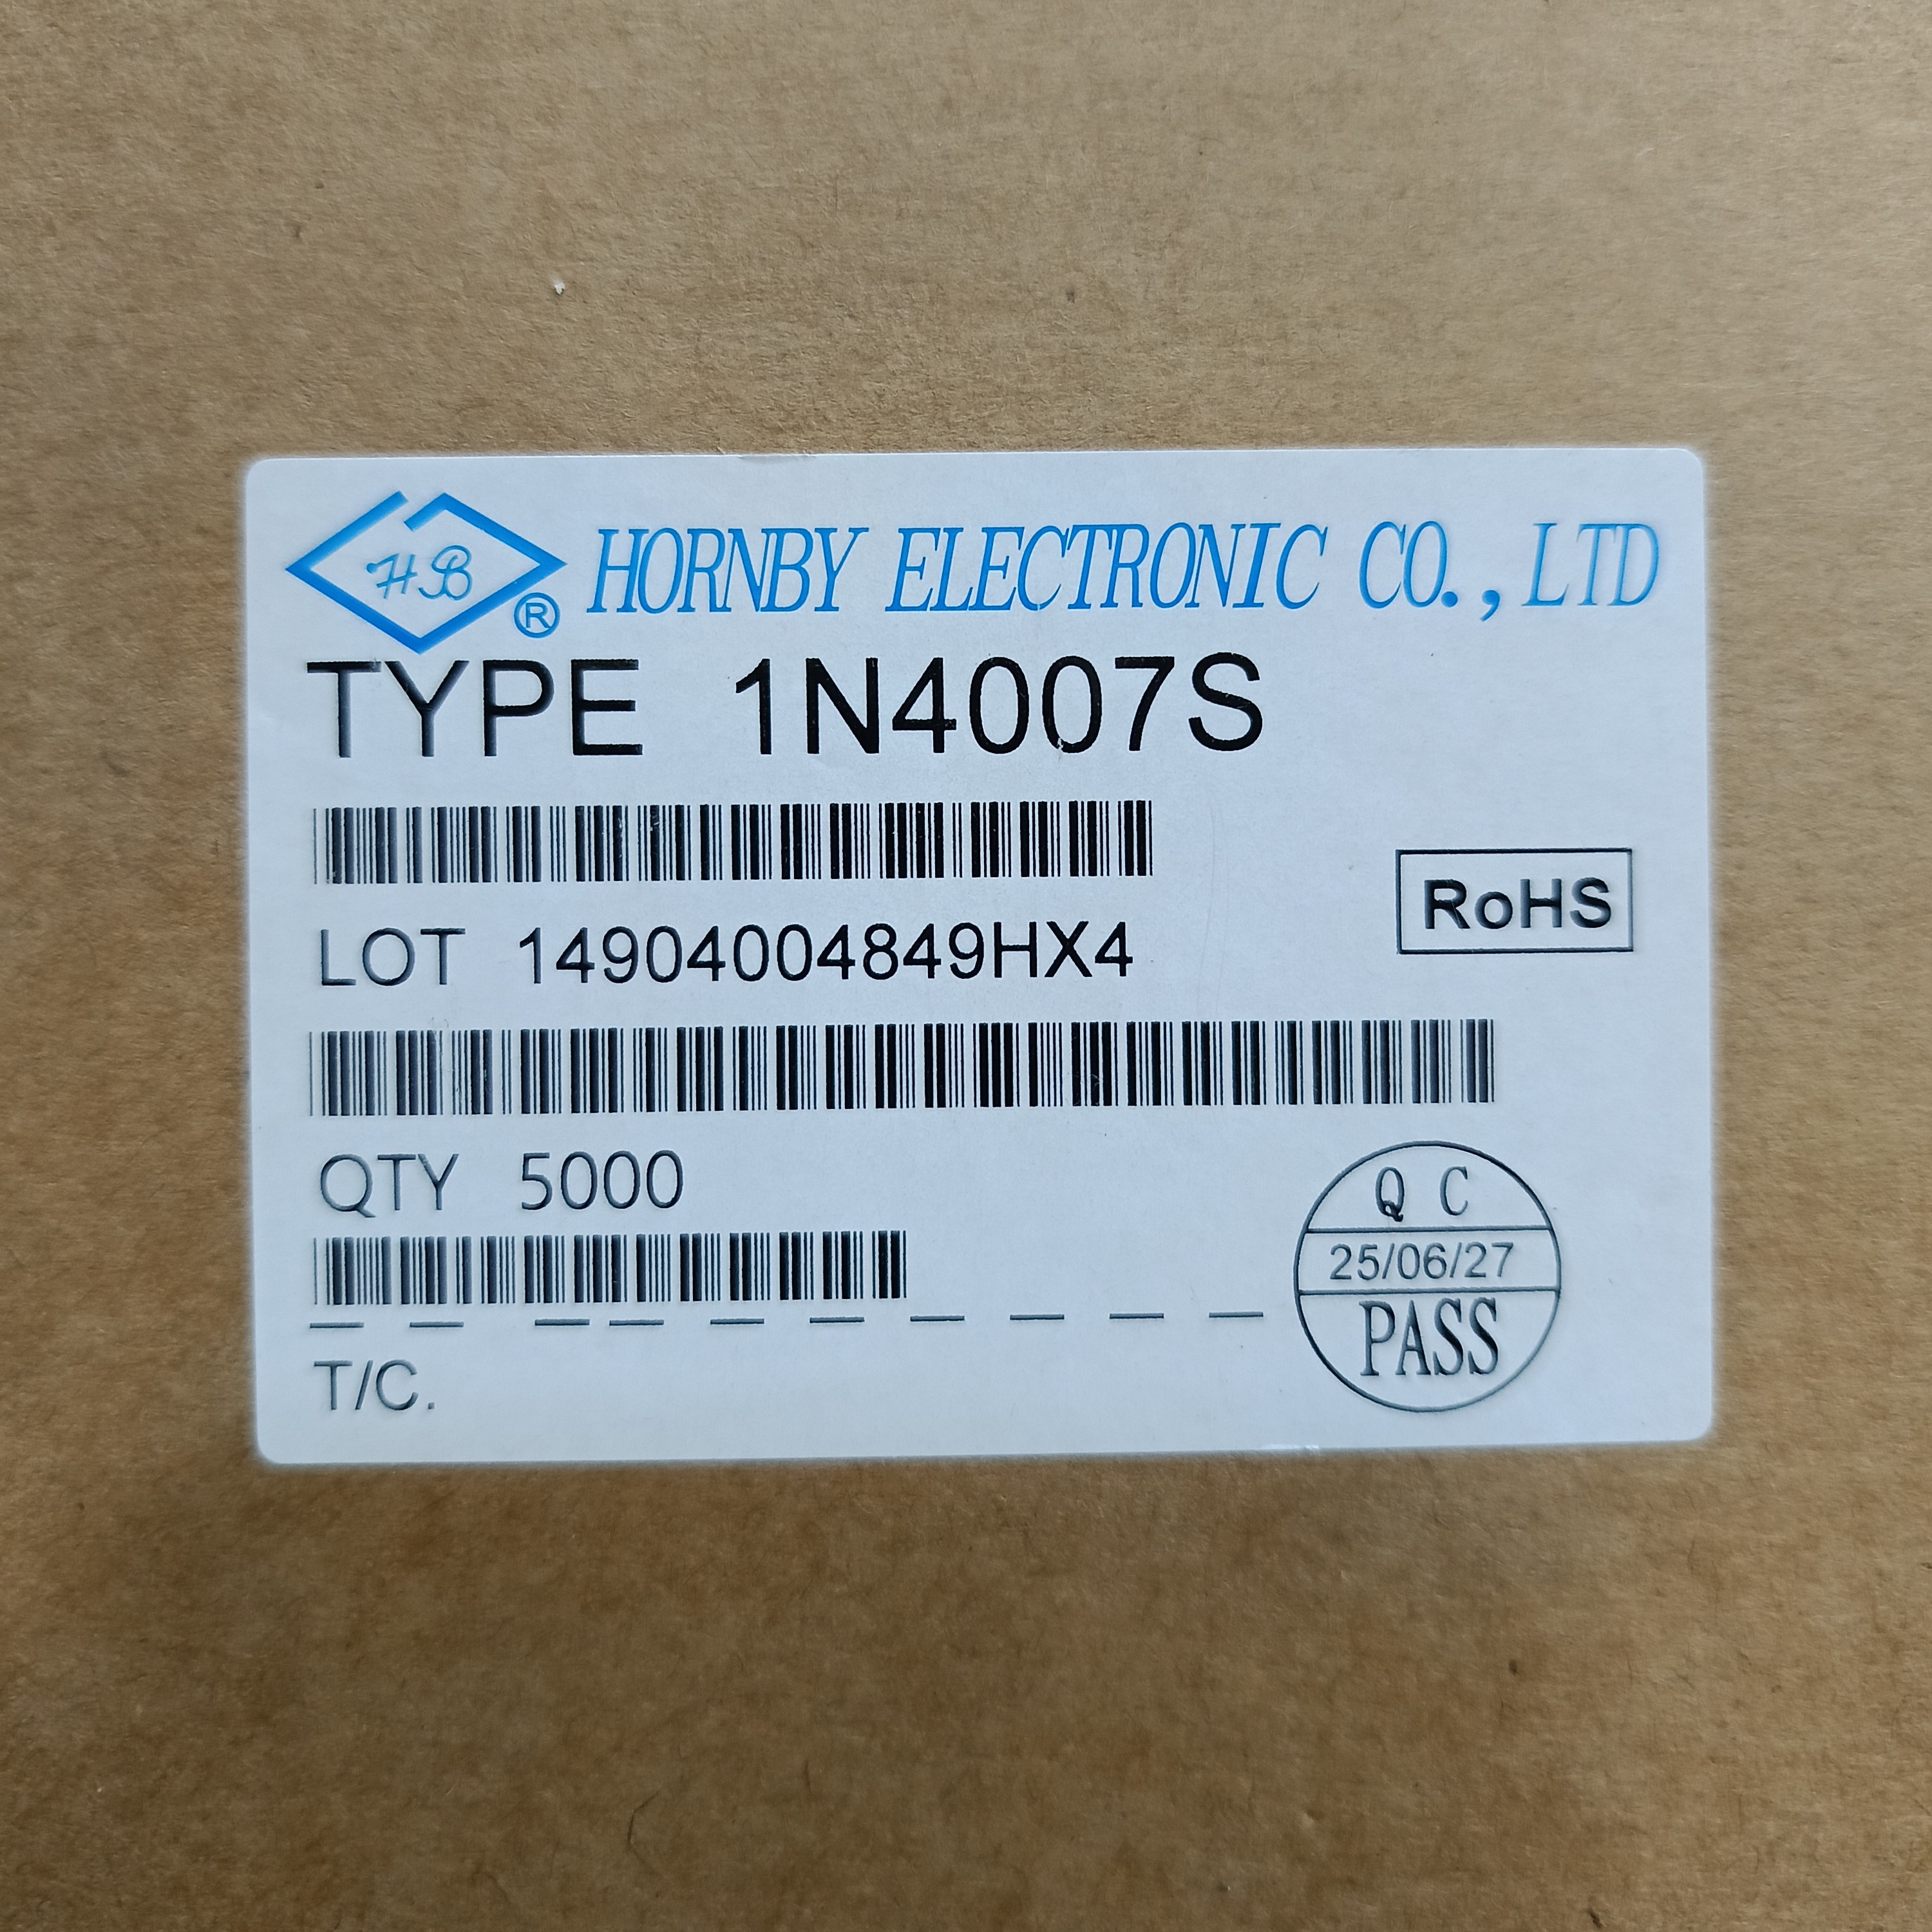 HB ® HORNBY ELECTRONIC CO.,LTD
TYPE 1N4007S
RoHS
LOT 14904004849HX4
QTY 5000
Q C
25/06/27
PASS
T/C.